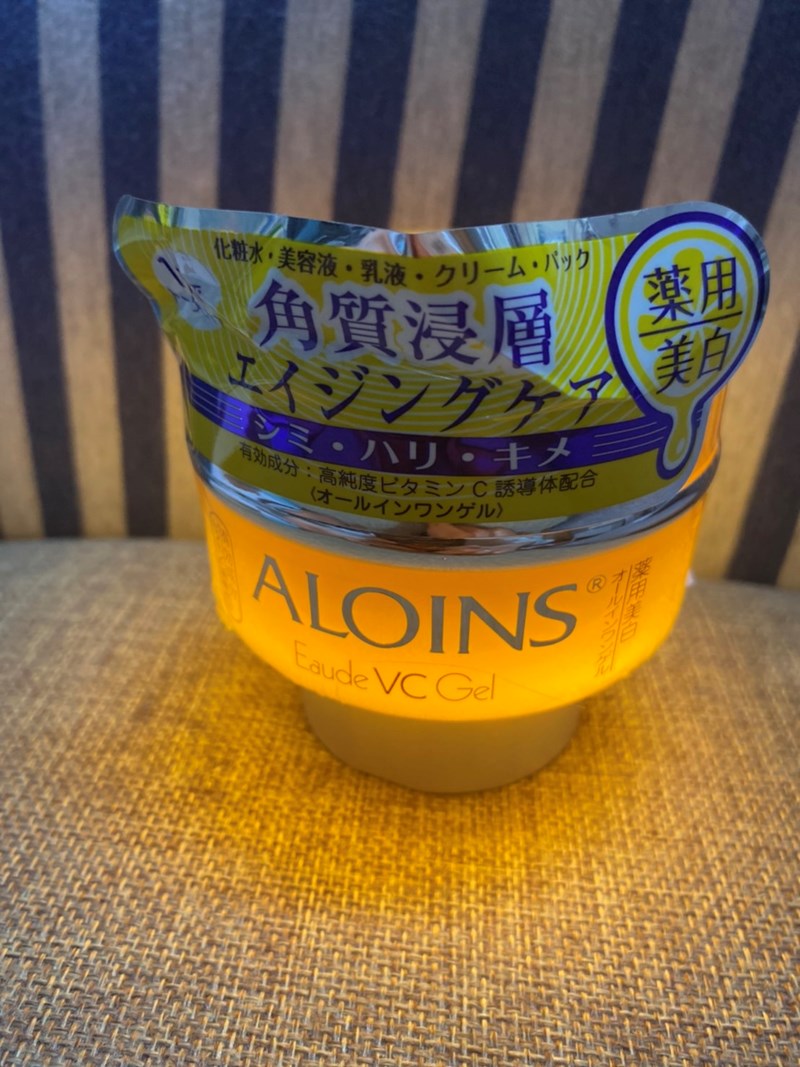 化粧水・美容液・乳液・クリーム・パック
角質浸層
エイジングケア
シミ・ハリ・キメ
有効成分：高純度ビタミンC誘導体配合
(オールインワンゲル)
薬用
美白
ALOINS®
Eaude VC Gel
薬用美白
オールインワンゲル